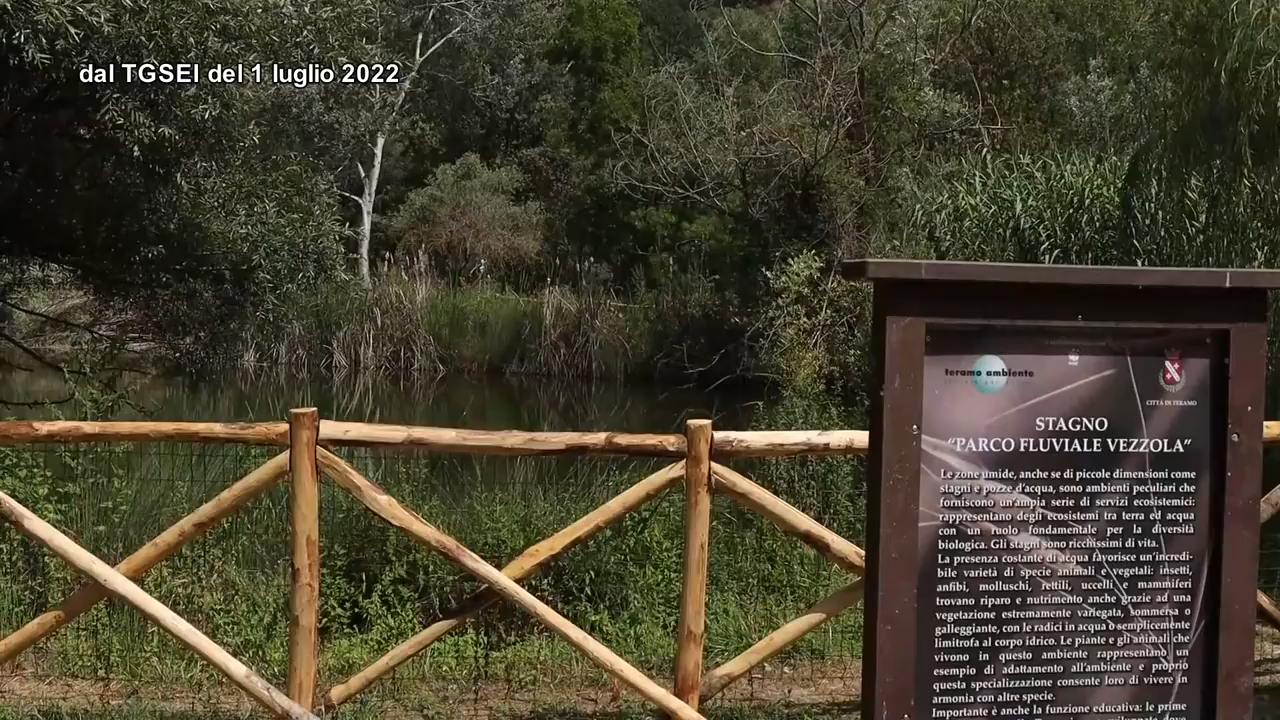 dal TGSEI del 1 luglio 2022
teramo ambiente
CITTÀ DI TERAMO
STAGNO
“PARCO FLUVIALE VEZZOLA”
Le zone umide, anche se di piccole dimensioni come
stagni e pozze d'acqua, sono ambienti peculiari che
forniscono un'ampia serie di servizi ecosistemici:
rappresentano degli ecosistemi tra terra ed acqua
con un ruolo fondamentale per la diversità
biologica. Gli stagni sono ricchissimi di vita.
La presenza costante di acqua favorisce un'incredi-
bile varietà di specie animali e vegetali: insetti,
anfibi, molluschi, rettili, uccelli e mammiferi
trovano riparo e nutrimento anche grazie ad una
vegetazione estremamente variegata, sommersa o
galleggiante, con le radici in acqua o semplicemente
limitrofa al corpo idrico. Le piante e gli animali che
vivono in questo ambiente rappresentano un
esempio di adattamento all'ambiente e proprio
questa specializzazione consente loro di vivere in
armonia con altre specie.
Importante è anche la funzione educativa: le prime